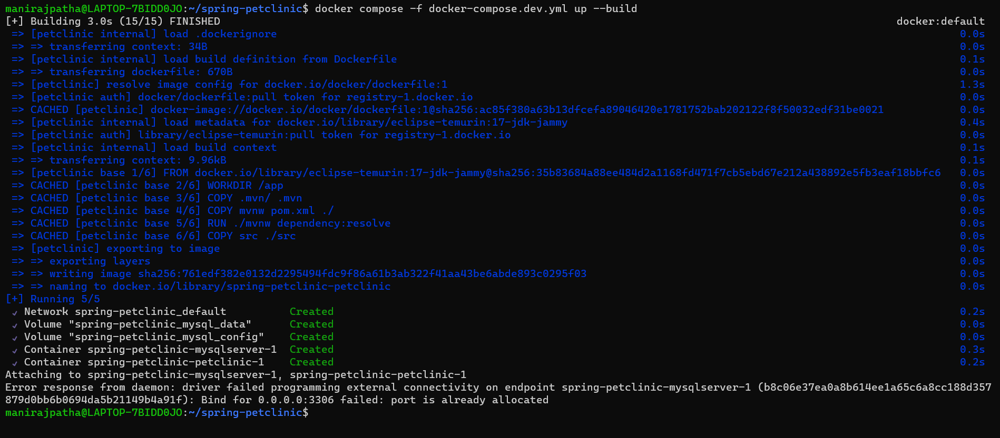 manirajpatha@LAPTOP-7BIDD0JO:~/spring-petclinic$ docker compose -f docker-compose.dev.yml up --build
[+] Building 3.0s (15/15) FINISHED docker:default
=> [petclinic internal] load .dockerignore 0.0s
=> => transferring context: 34B 0.0s
=> [petclinic internal] load build definition from Dockerfile 0.1s
=> => transferring dockerfile: 670B 0.0s
=> [petclinic] resolve image config for docker.io/docker/dockerfile:1 1.3s
=> [petclinic auth] docker/dockerfile:pull token for registry-1.docker.io 0.0s
=> CACHED [petclinic] docker-image://docker.io/docker/dockerfile:1@sha256:ac85f380a63b13dfcefa89046420e1781752bab202122f8f50032edf31be0021 0.0s
=> [petclinic internal] load metadata for docker.io/library/eclipse-temurin:17-jdk-jammy 0.4s
=> [petclinic auth] library/eclipse-temurin:pull token for registry-1.docker.io 0.0s
=> [petclinic internal] load build context 0.1s
=> => transferring context: 9.96kB 0.1s
=> [petclinic base 1/6] FROM docker.io/library/eclipse-temurin:17-jdk-jammy@sha256:35b83684a88ee484d2a1168fd471f7cb5ebd67e212a438892e5fb3eaf18bbfc6 0.0s
=> CACHED [petclinic base 2/6] WORKDIR /app 0.0s
=> CACHED [petclinic base 3/6] COPY .mvn/ .mvn 0.0s
=> CACHED [petclinic base 4/6] COPY mvnw pom.xml ./ 0.0s
=> CACHED [petclinic base 5/6] RUN ./mvnw dependency:resolve 0.0s
=> CACHED [petclinic base 6/6] COPY src ./src 0.0s
=> [petclinic] exporting to image 0.0s
=> => exporting layers 0.0s
=> => writing image sha256:761edf382e0132d2295494fdc9f86a61b3ab322f41aa43be6abde893c0295f03 0.0s
=> => naming to docker.io/library/spring-petclinic-petclinic 0.0s
[+] Running 5/5
✓ Network spring-petclinic_default Created 0.2s
✓ Volume "spring-petclinic_mysql_data" Created 0.0s
✓ Volume "spring-petclinic_mysql_config" Created 0.0s
✓ Container spring-petclinic-mysqlserver-1 Created 0.3s
✓ Container spring-petclinic-petclinic-1 Created 0.2s
Attaching to spring-petclinic-mysqlserver-1, spring-petclinic-petclinic-1
Error response from daemon: driver failed programming external connectivity on endpoint spring-petclinic-mysqlserver-1 (b8c06e37ea0a8b614ee1a65c6a8cc188d357
879d0bb6b0694da5b21149b4a91f): Bind for 0.0.0.0:3306 failed: port is already allocated
manirajpatha@LAPTOP-7BIDD0JO:~/spring-petclinic$